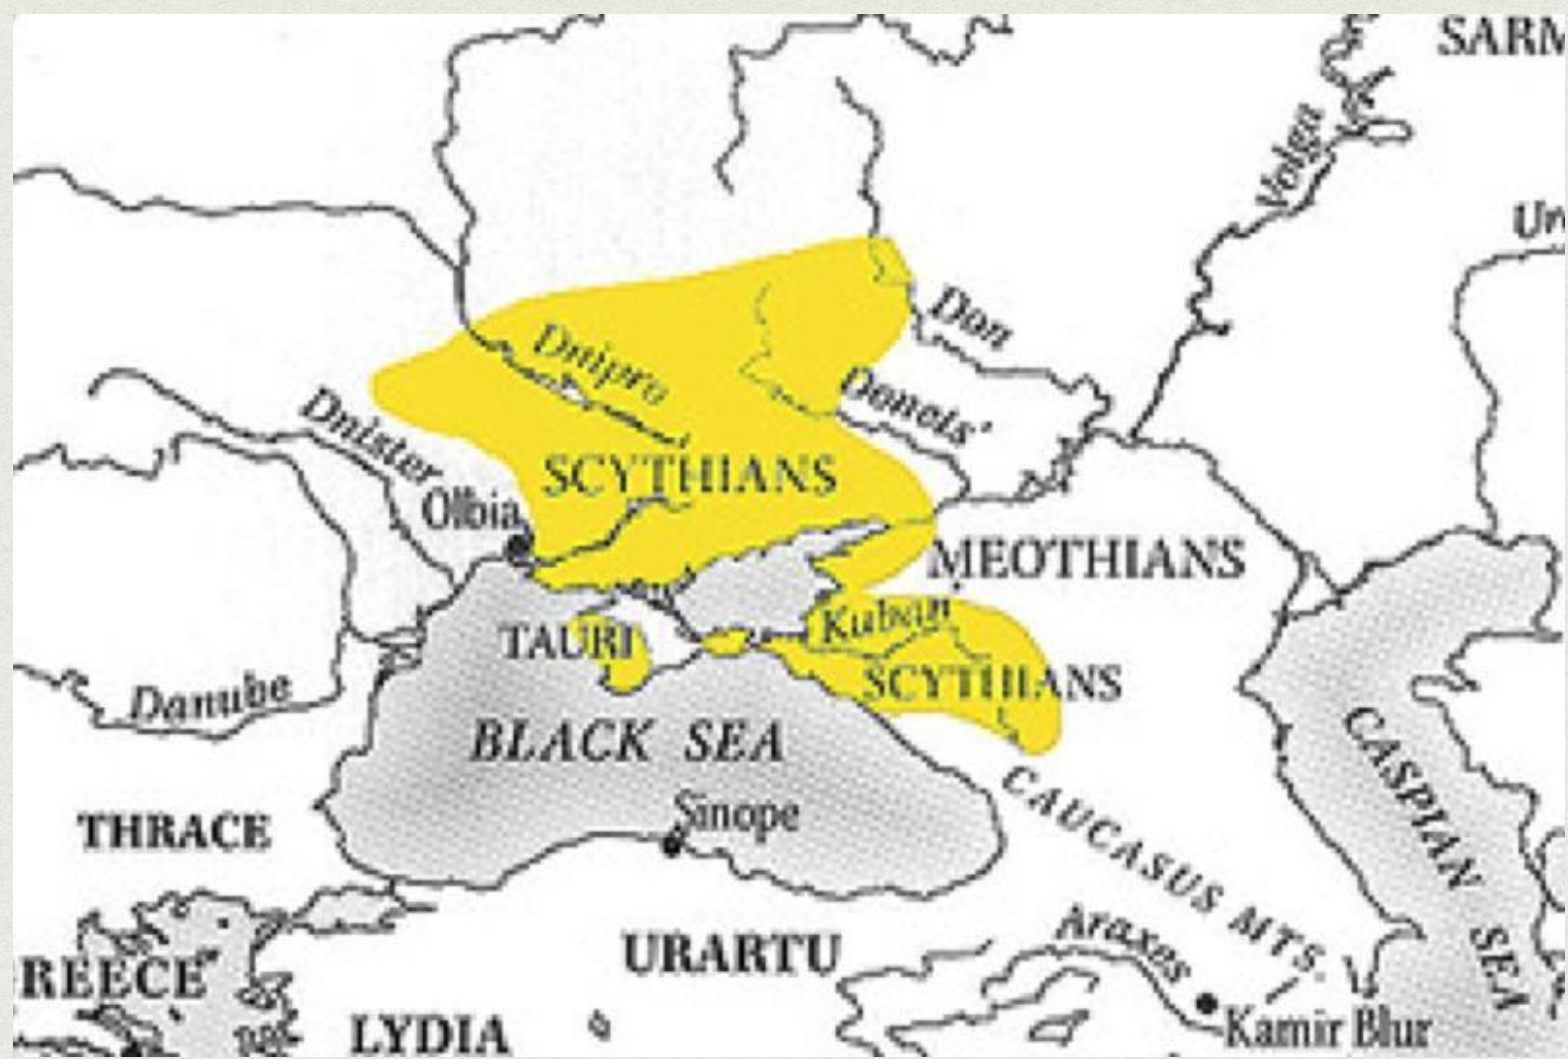 SARM
Volga
Ur
Don
Dnipro
Donets'
Dnister
SCYTHIANS
Olbia
MEOTHIANS
Kuban
TAURI
SCYTHIANS
Danube
BLACK SEA
CASPIAN SEA
Sinope
CAUCASUS MTS.
THRACE
Araxes
URARTU
REECE
Kamir Blur
LYDIA